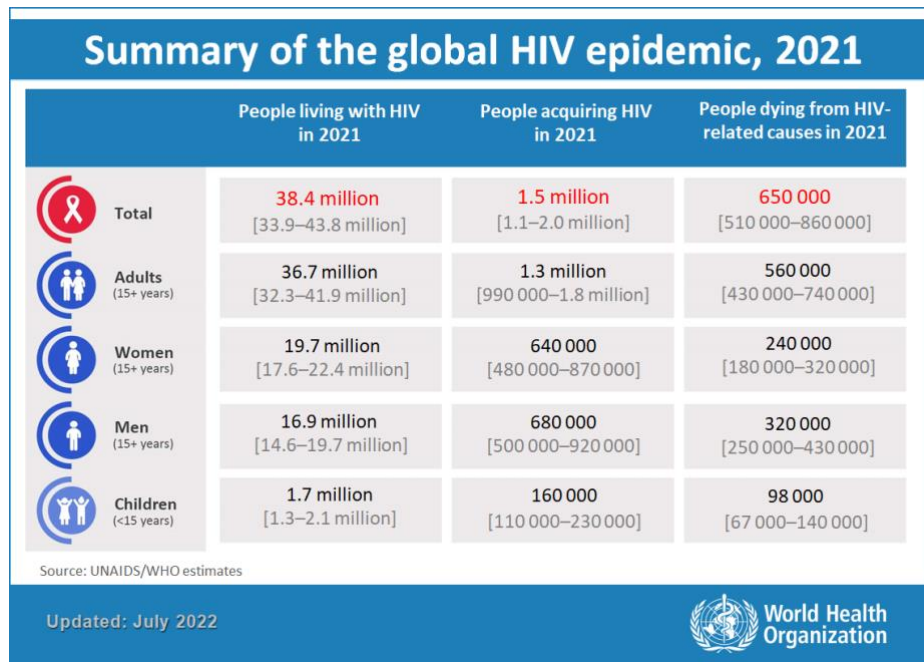 Summary of the global HIV epidemic, 2021
People living with HIV
in 2021
People acquiring HIV
in 2021
People dying from HIV-
related causes in 2021
Total
38.4 million
[33.9–43.8 million]
1.5 million
[1.1–2.0 million]
650 000
[510 000–860 000]
Adults
(15+ years)
36.7 million
[32.3–41.9 million]
1.3 million
[990 000–1.8 million]
560 000
[430 000–740 000]
Women
(15+ years)
19.7 million
[17.6–22.4 million]
640 000
[480 000–870 000]
240 000
[180 000–320 000]
Men
(15+ years)
16.9 million
[14.6–19.7 million]
680 000
[500 000–920 000]
320 000
[250 000–430 000]
Children
(<15 years)
1.7 million
[1.3–2.1 million]
160 000
[110 000–230 000]
98 000
[67 000–140 000]
Source: UNAIDS/WHO estimates
Updated: July 2022
World Health
Organization